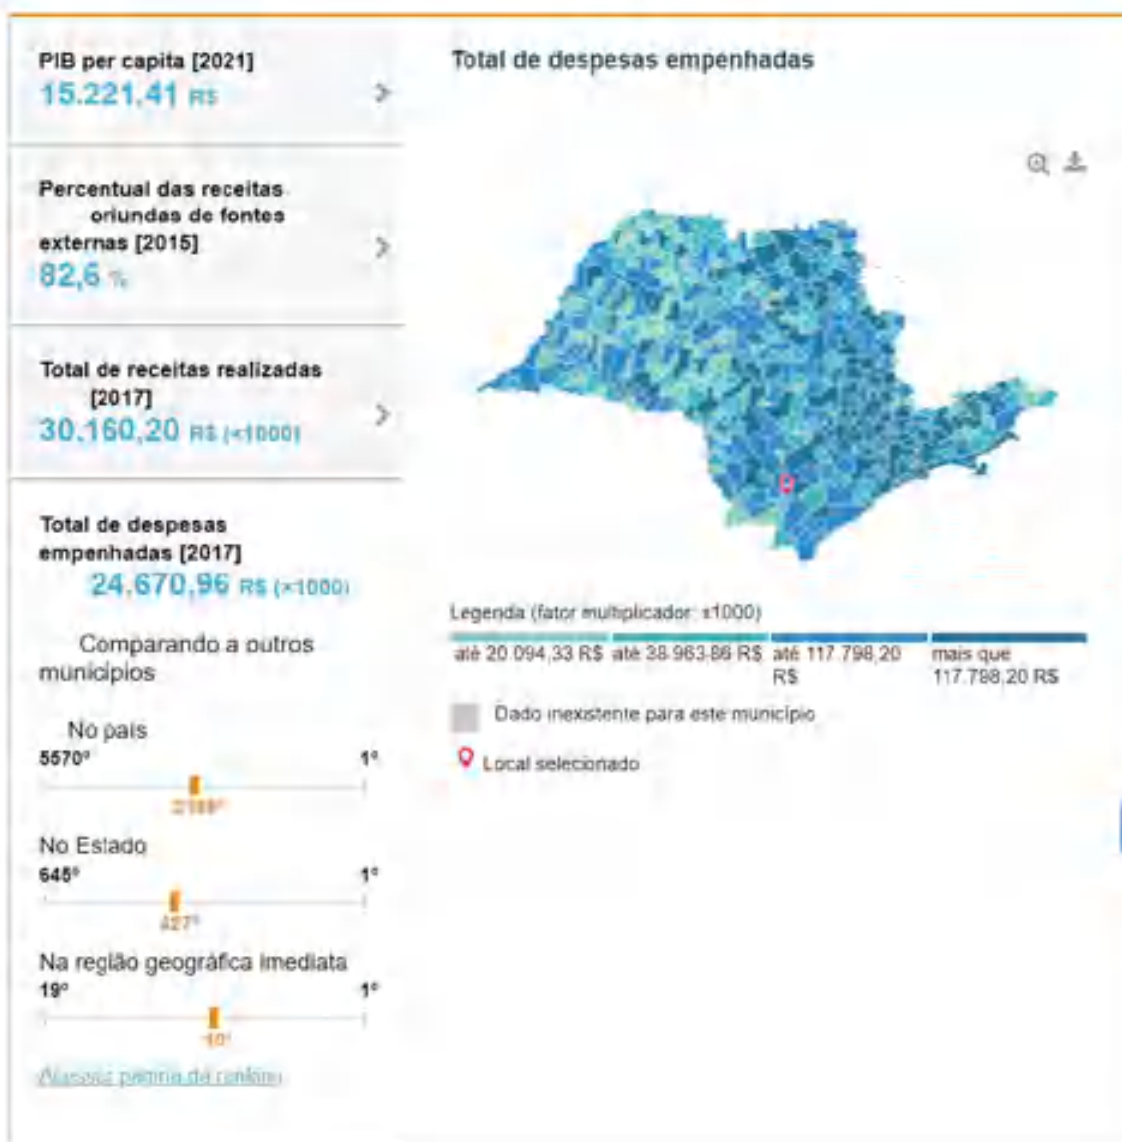 PIB per capita [2021]
15.221,41 R$
Percentual das receitas
oriundas de fontes
externas [2015]
82,6 %
Total de receitas realizadas
[2017]
30.160,20 R$ (×1000)
Total de despesas
empenhadas [2017]
24.670,96 R$ (×1000)
Comparando a outros
municípios
No país
5570º 1º
No Estado
645º 1º
427º
Na região geográfica imediata
19º 1º
10º
Acessar página de ranking
Total de despesas empenhadas
Legenda (fator multiplicador: x1000)
até 20.094,33 R$ até 38.963,86 R$ até 117.798,20
R$ mais que
117.798,20 R$
Dado inexistente para este município
Local selecionado